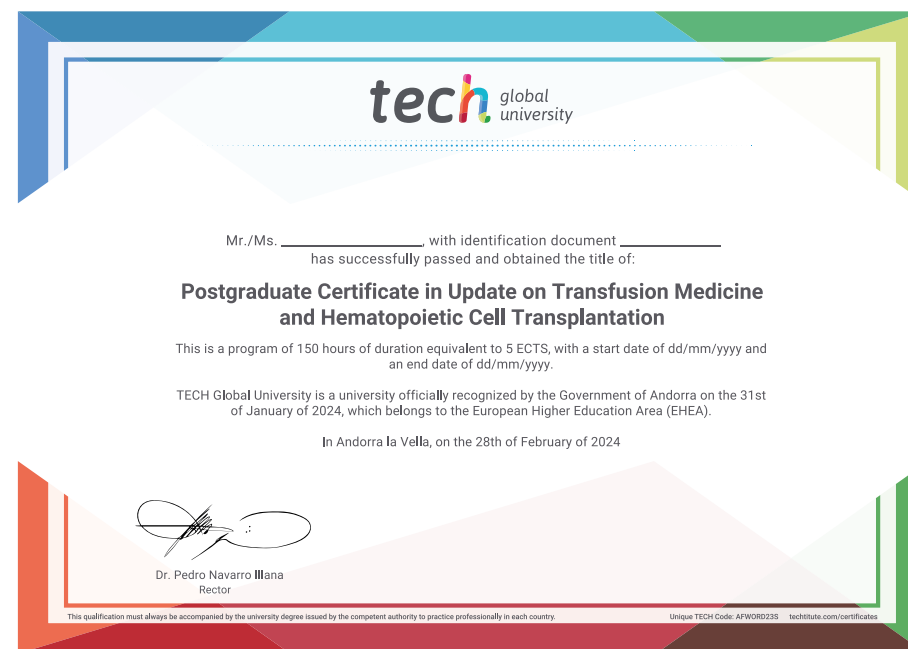 tech global university
Mr./Ms. ____________________, with identification document ______________
has successfully passed and obtained the title of:
Postgraduate Certificate in Update on Transfusion Medicine
and Hematopoietic Cell Transplantation
This is a program of 150 hours of duration equivalent to 5 ECTS, with a start date of dd/mm/yyyy and
an end date of dd/mm/yyyy.
TECH Global University is a university officially recognized by the Government of Andorra on the 31st
of January of 2024, which belongs to the European Higher Education Area (EHEA).
In Andorra la Vella, on the 28th of February of 2024
Dr. Pedro Navarro Illana
Rector
This qualification must always be accompanied by the university degree issued by the competent authority to practice professionally in each country.
Unique TECH Code: AFWORD23S techtitute.com/certificates